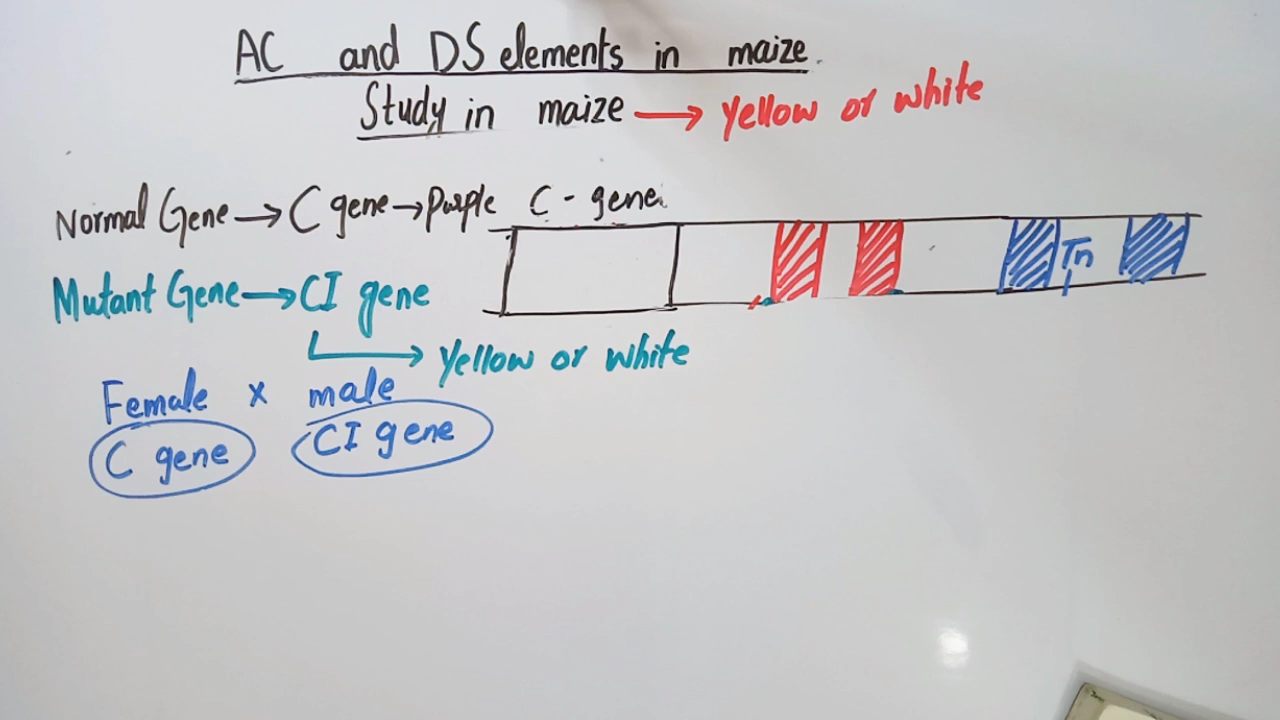 AC and DS elements in maize.
Study in maize → Yellow or white
Normal Gene → C gene → Purple
C - gene
Tn
Mutant Gene → CI gene
Yellow or white
Female x male
C gene CI gene